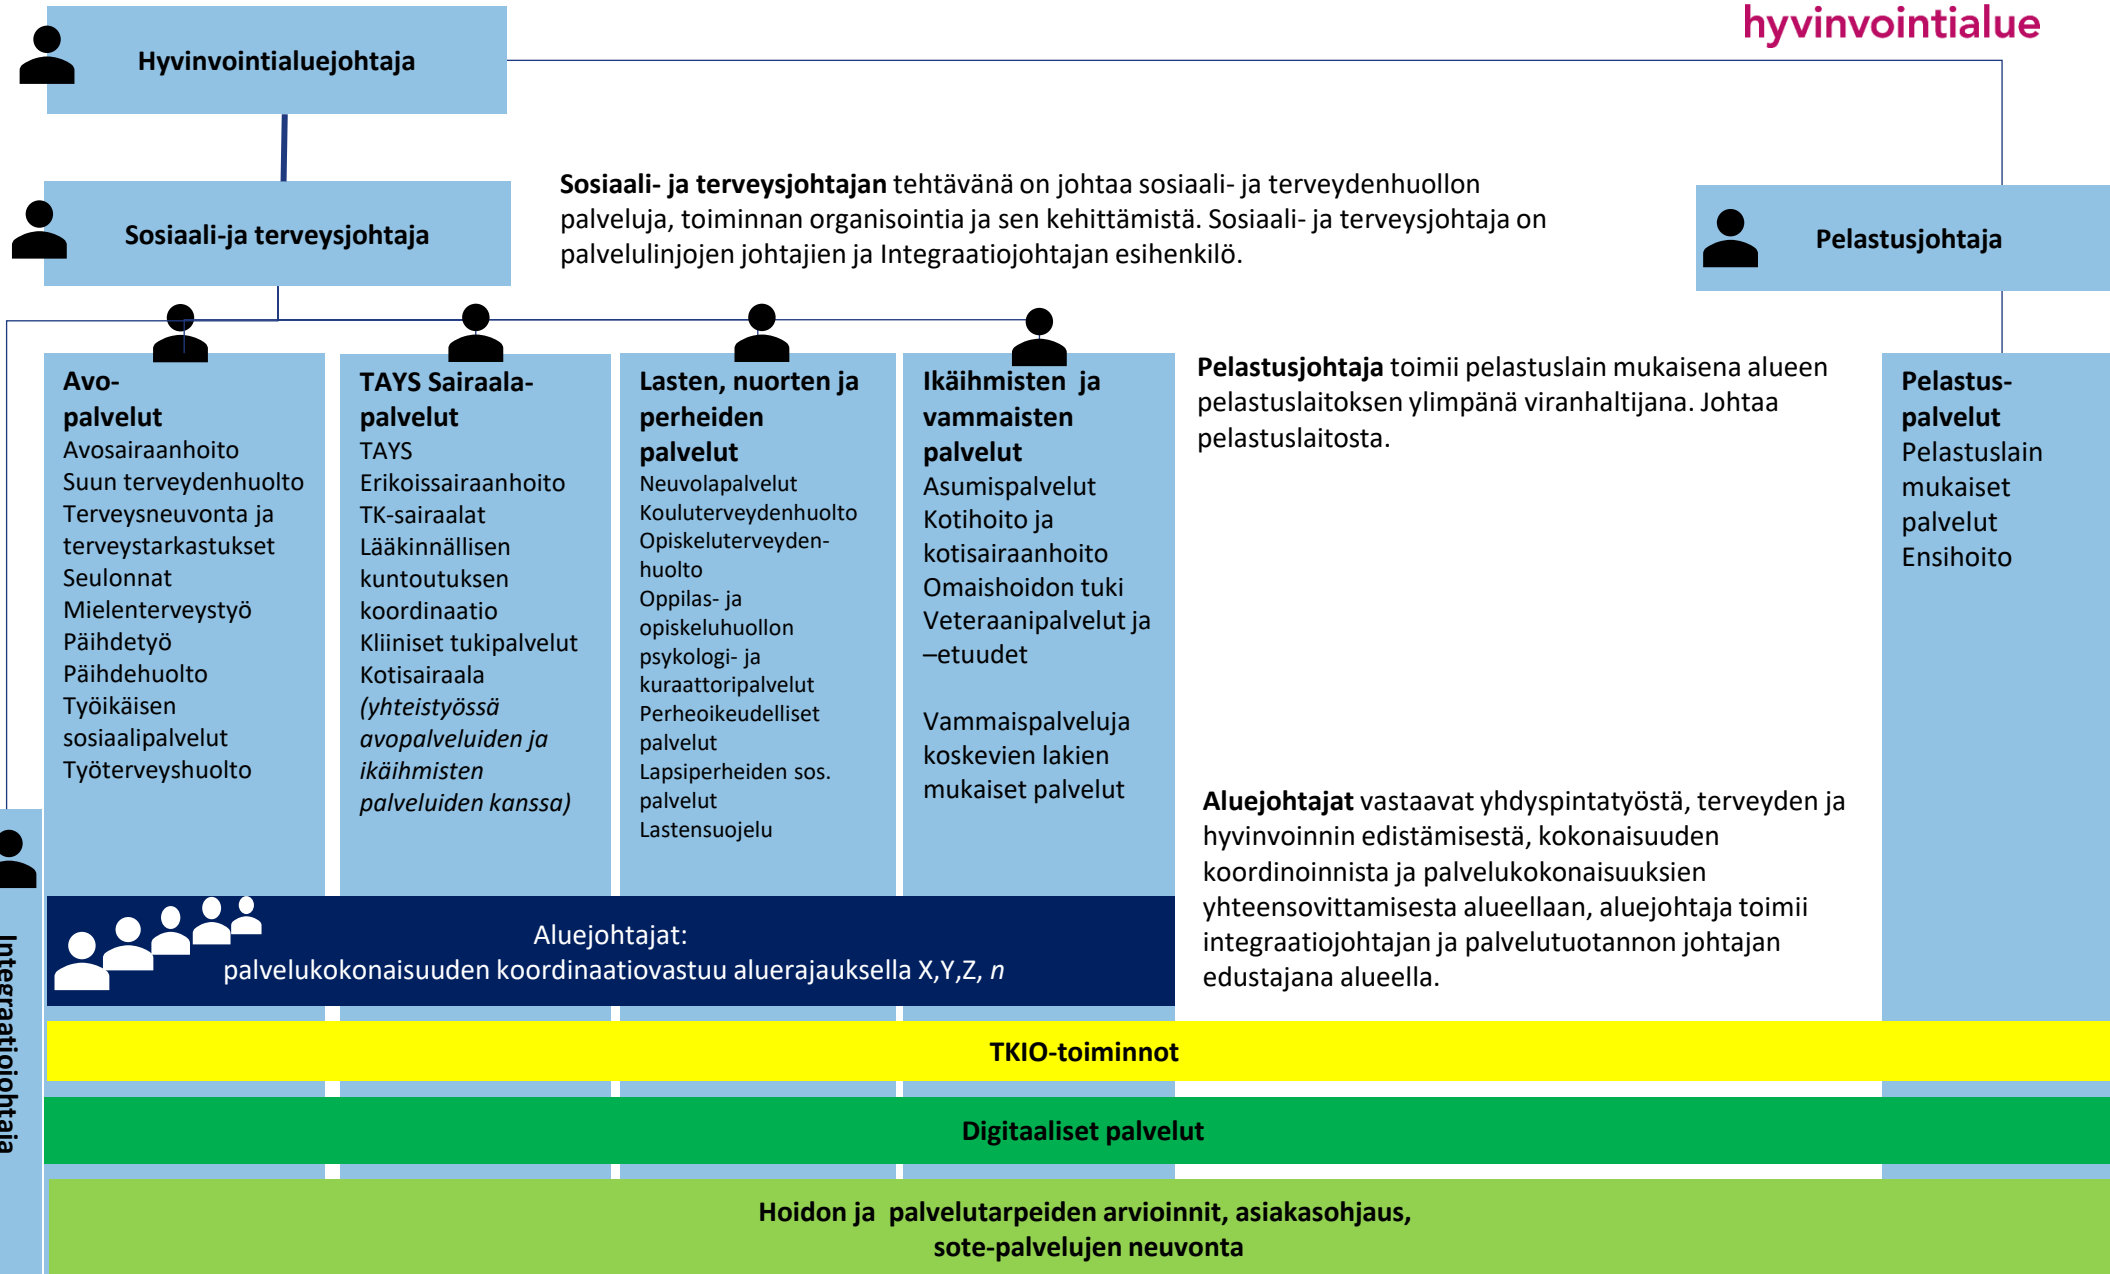 hyvinvointialue
Hyvinvointialuejohtaja
Sosiaali- ja terveysjohtajan tehtävänä on johtaa sosiaali- ja terveydenhuollon
palveluja, toiminnan organisointia ja sen kehittämistä. Sosiaali- ja terveysjohtaja on
palvelulinjojen johtajien ja Integraatiojohtajan esihenkilö.
Sosiaali-ja terveysjohtaja
Pelastusjohtaja
Avo-
palvelut
Avosairaanhoito
Suun terveydenhuolto
Terveysneuvonta ja
terveystarkastukset
Seulonnat
Mielenterveystyö
Päihdetyö
Päihdehuolto
Työikäisen
sosiaalipalvelut
Työterveyshuolto
TAYS Sairaala-
palvelut
TAYS
Erikoissairaanhoito
TK-sairaalat
Lääkinnällisen
kuntoutuksen
koordinaatio
Kliiniset tukipalvelut
Kotisairaala
(yhteistyössä
avopalveluiden ja
ikäihmisten
palveluiden kanssa)
Lasten, nuorten ja
perheiden
palvelut
Neuvolapalvelut
Kouluterveydenhuolto
Opiskeluterveyden-
huolto
Oppilas- ja
opiskeluhuollon
psykologi- ja
kuraattoripalvelut
Perheoikeudelliset
palvelut
Lapsiperheiden sos.
palvelut
Lastensuojelu
Ikäihmisten  ja
vammaisten
palvelut
Asumispalvelut
Kotihoito ja
kotisairaanhoito
Omaishoidon tuki
Veteraanipalvelut ja
–etuudet
Vammaispalveluja
koskevien lakien
mukaiset palvelut
Pelastusjohtaja toimii pelastuslain mukaisena alueen
pelastuslaitoksen ylimpänä viranhaltijana. Johtaa
pelastuslaitosta.
Pelastus-
palvelut
Pelastuslain
mukaiset
palvelut
Ensihoito
Aluejohtajat vastaavat yhdyspintatyöstä, terveyden ja
hyvinvoinnin edistämisestä, kokonaisuuden
koordinoinnista ja palvelukokonaisuuksien
yhteensovittamisesta alueellaan, aluejohtaja toimii
integraatiojohtajan ja palvelutuotannon johtajan
edustajana alueella.
Integraatiojohtaja
Aluejohtajat:
palvelukokonaisuuden koordinaatiovastuu aluerajauksella X,Y,Z, n
TKIO-toiminnot
Digitaaliset palvelut
Hoidon ja  palvelutarpeiden arvioinnit, asiakasohjaus,
sote-palvelujen neuvonta